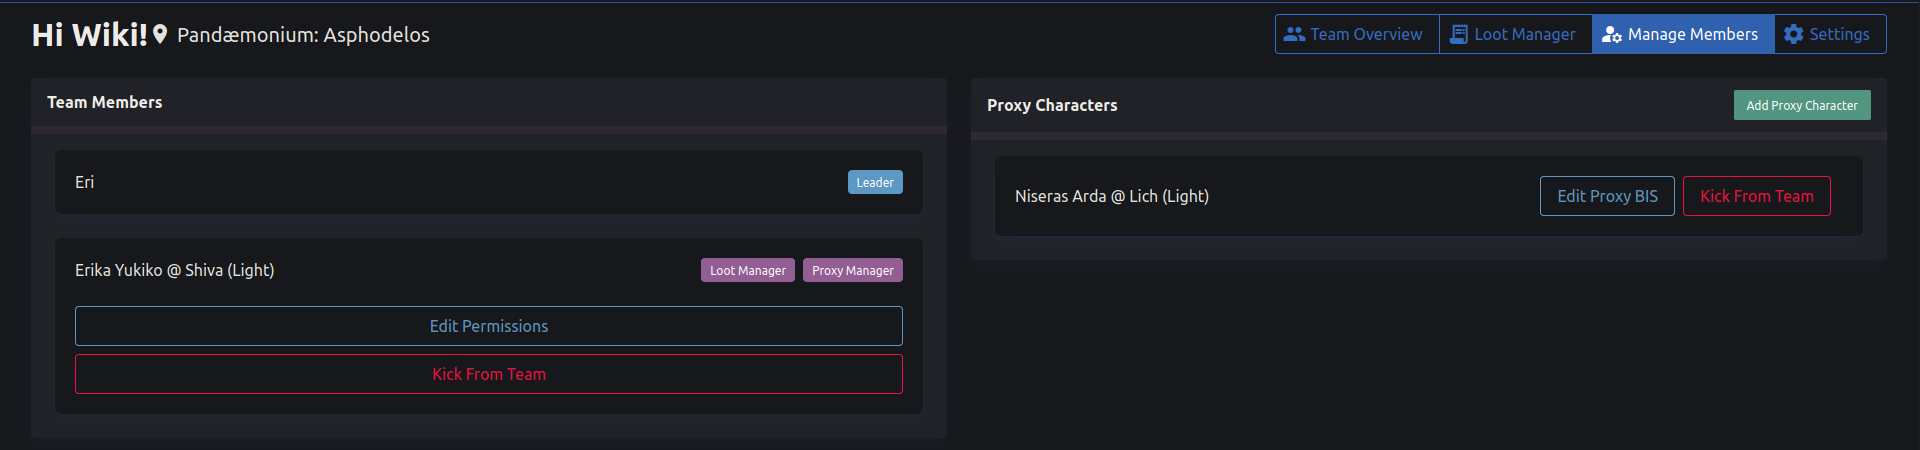 Hi Wiki! Pandæmonium: Asphodelos
Team Overview
Loot Manager
Manage Members
Settings
Team Members
Eri
Leader
Erika Yukiko @ Shiva (Light)
Loot Manager
Proxy Manager
Edit Permissions
Kick From Team
Proxy Characters
Add Proxy Character
Niseras Arda @ Lich (Light)
Edit Proxy BIS
Kick From Team